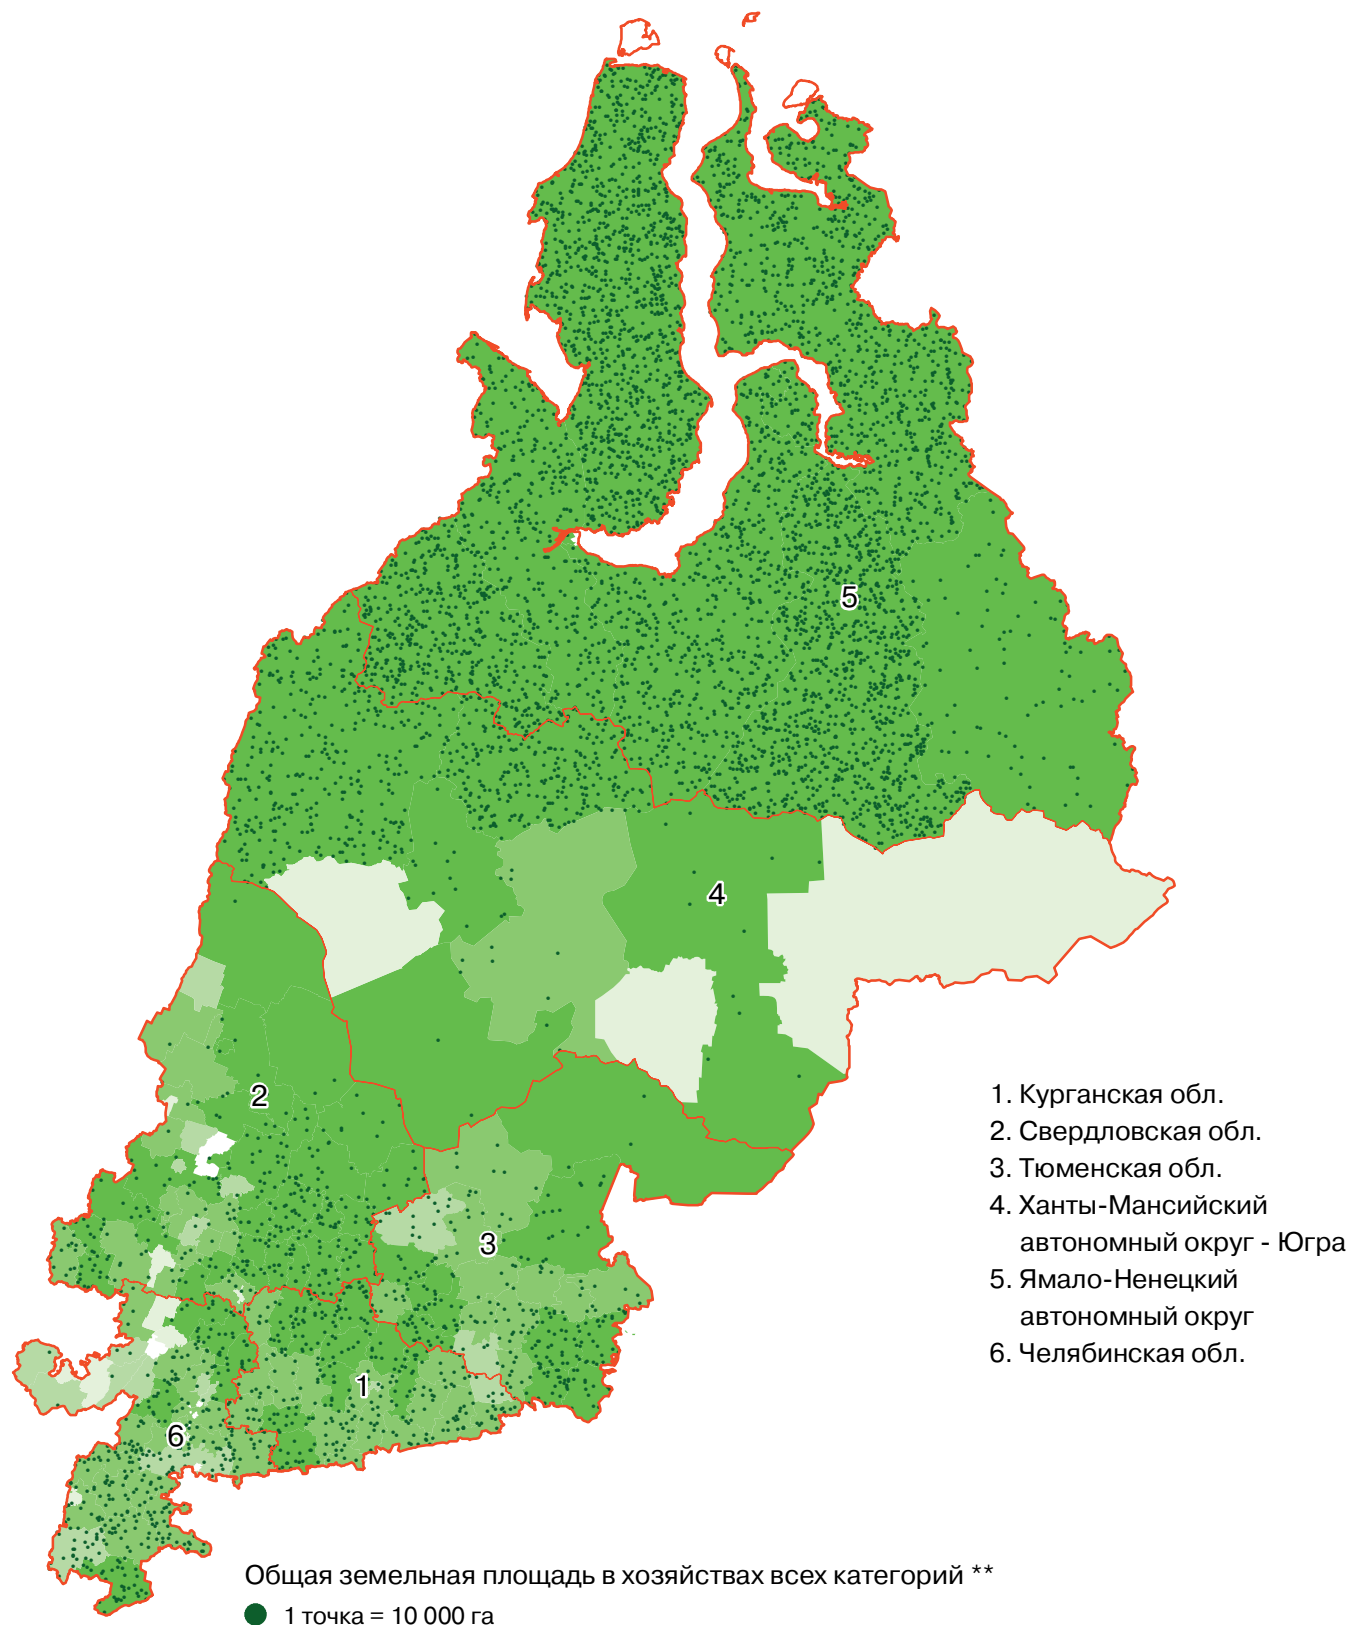 5
4
2
3
1
6
1. Курганская обл.
2. Свердловская обл.
3. Тюменская обл.
4. Ханты-Мансийский
автономный округ - Югра
5. Ямало-Ненецкий
автономный округ
6. Челябинская обл.
Общая земельная площадь в хозяйствах всех категорий **
1 точка = 10 000 га